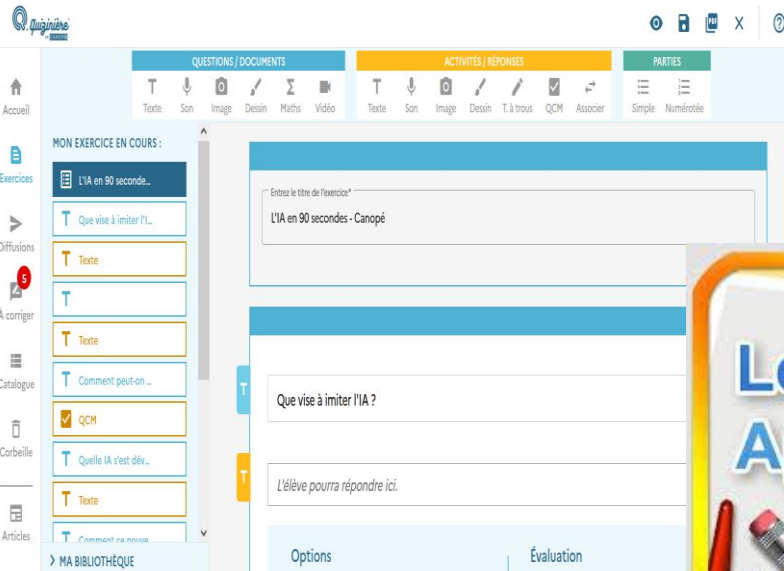 Quizinière
QUESTIONS / DOCUMENTS
ACTIVITÉS / RÉPONSES
PARTIES
Texte Son Image Dessin Maths Vidéo
Texte Son Image Dessin T. à trous QCM Associer
Simple Numérotée
Accueil
Exercices
Diffusions
5
À corriger
Catalogue
Corbeille
Articles
MON EXERCICE EN COURS :
L'IA en 90 seconde...
Que vise à imiter l'I...
Texte
Texte
Comment peut-on ...
QCM
Quelle IA s'est dév...
Texte
Comment ce nouve...
> MA BIBLIOTHÈQUE
Entrez le titre de l'exercice*
L'IA en 90 secondes - Canopé
Que vise à imiter l'IA ?
L'élève pourra répondre ici.
Options
Évaluation